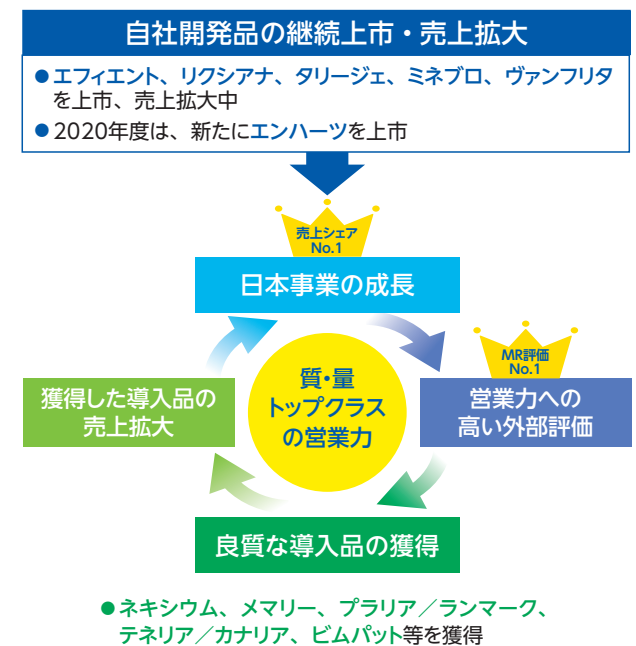 自社開発品の継続上市・売上拡大
●エフィエント、リクシアナ、タリージェ、ミネブロ、ヴァンフリタ
を上市、売上拡大中
●2020年度は、新たにエンハーツを上市
売上シェア
No.1
日本事業の成長
MR評価
No.1
営業力への
高い外部評価
質・量
トップクラス
の営業力
獲得した導入品の
売上拡大
良質な導入品の獲得
●ネキシウム、メマリー、プラリア／ランマーク、
テネリア／カナリア、ビムパット等を獲得